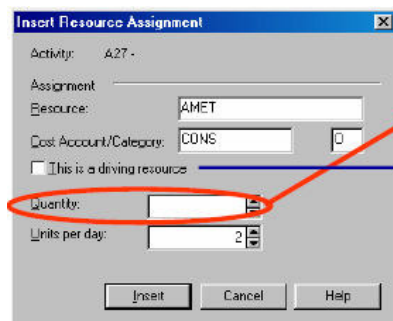 Insert Resource Assignment
Activity: A27 -
Assignment
Resource: AMET
Cost Account/Category: CONS O
This is a driving resource
Quantity:
Units per day: 2
Insert Cancel Help